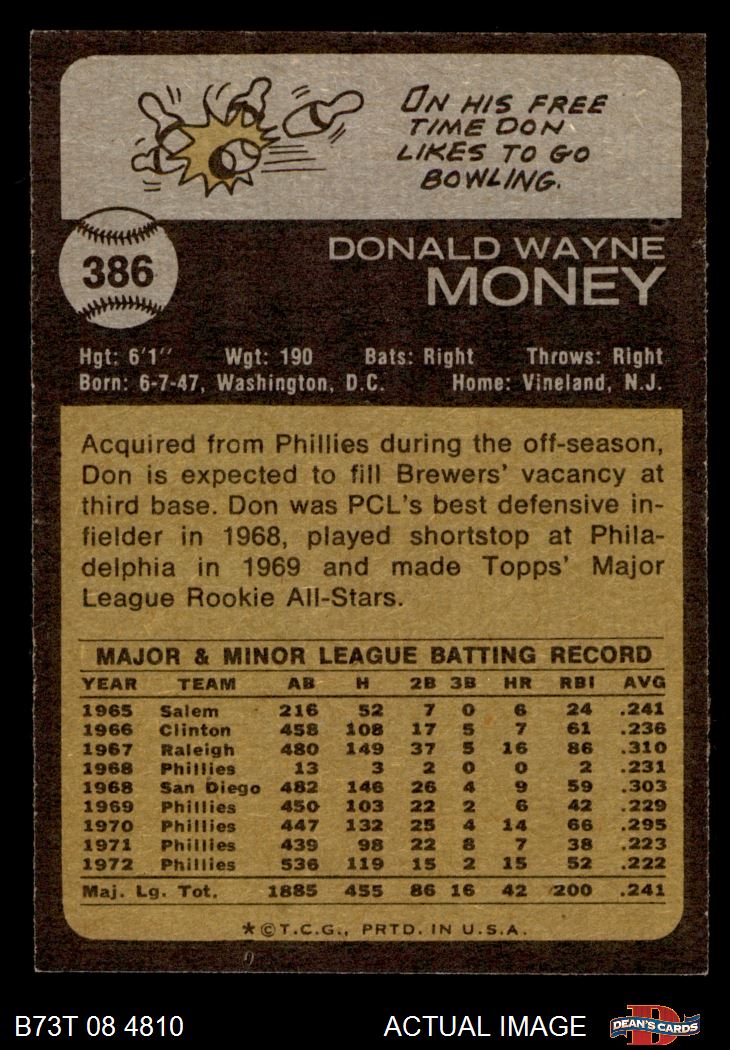 ON HIS FREE
TIME DON
LIKES TO GO
BOWLING.
386
DONALD WAYNE
MONEY
Hgt: 6'1" Wgt: 190 Bats: Right Throws: Right
Born: 6-7-47, Washington, D.C. Home: Vineland, N.J.
Acquired from Phillies during the off-season,
Don is expected to fill Brewers' vacancy at
third base. Don was PCL's best defensive in-
fielder in 1968, played shortstop at Phila-
delphia in 1969 and made Topps' Major
League Rookie All-Stars.
MAJOR & MINOR LEAGUE BATTING RECORD
YEAR TEAM AB H 2B 3B HR RBI AVG
1965 Salem 216 52 7 0 6 24 .241
1966 Clinton 458 108 17 5 7 61 .236
1967 Raleigh 480 149 37 5 16 86 .310
1968 Phillies 13 3 2 0 0 2 .231
1968 San Diego 482 146 26 4 9 59 .303
1969 Phillies 450 103 22 2 6 42 .229
1970 Phillies 447 132 25 4 14 66 .295
1971 Phillies 439 98 22 8 7 38 .223
1972 Phillies 536 119 15 2 15 52 .222
Maj. Lg. Tot. 1885 455 86 16 42 200 .241
*©T.C.G., PRTD. IN U.S.A.
B73T 08 4810 ACTUAL IMAGE DEAN'S CARDS